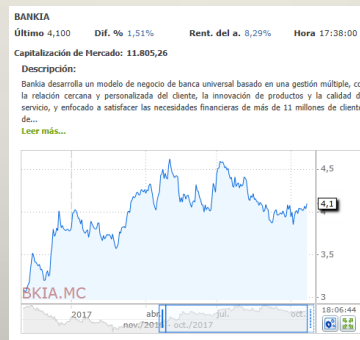 BANKIA
Último 4,100 Dif. % 1,51% Rent. del a. 8,29% Hora 17:38:00
Capitalización de Mercado: 11.805,26
Descripción:
Bankia desarrolla un modelo de negocio de banca universal basado en una gestión múltiple, co
la relación cercana y personalizada del cliente, la innovación de productos y la calidad d
servicio, y enfocado a satisfacer las necesidades financieras de más de 11 millones de cliente
de...
Leer más...
4,5
4,1
3,5
3
BKIA.MC
2017 abr. jul. oct.
18:06:44
nov./2016 - oct./2017